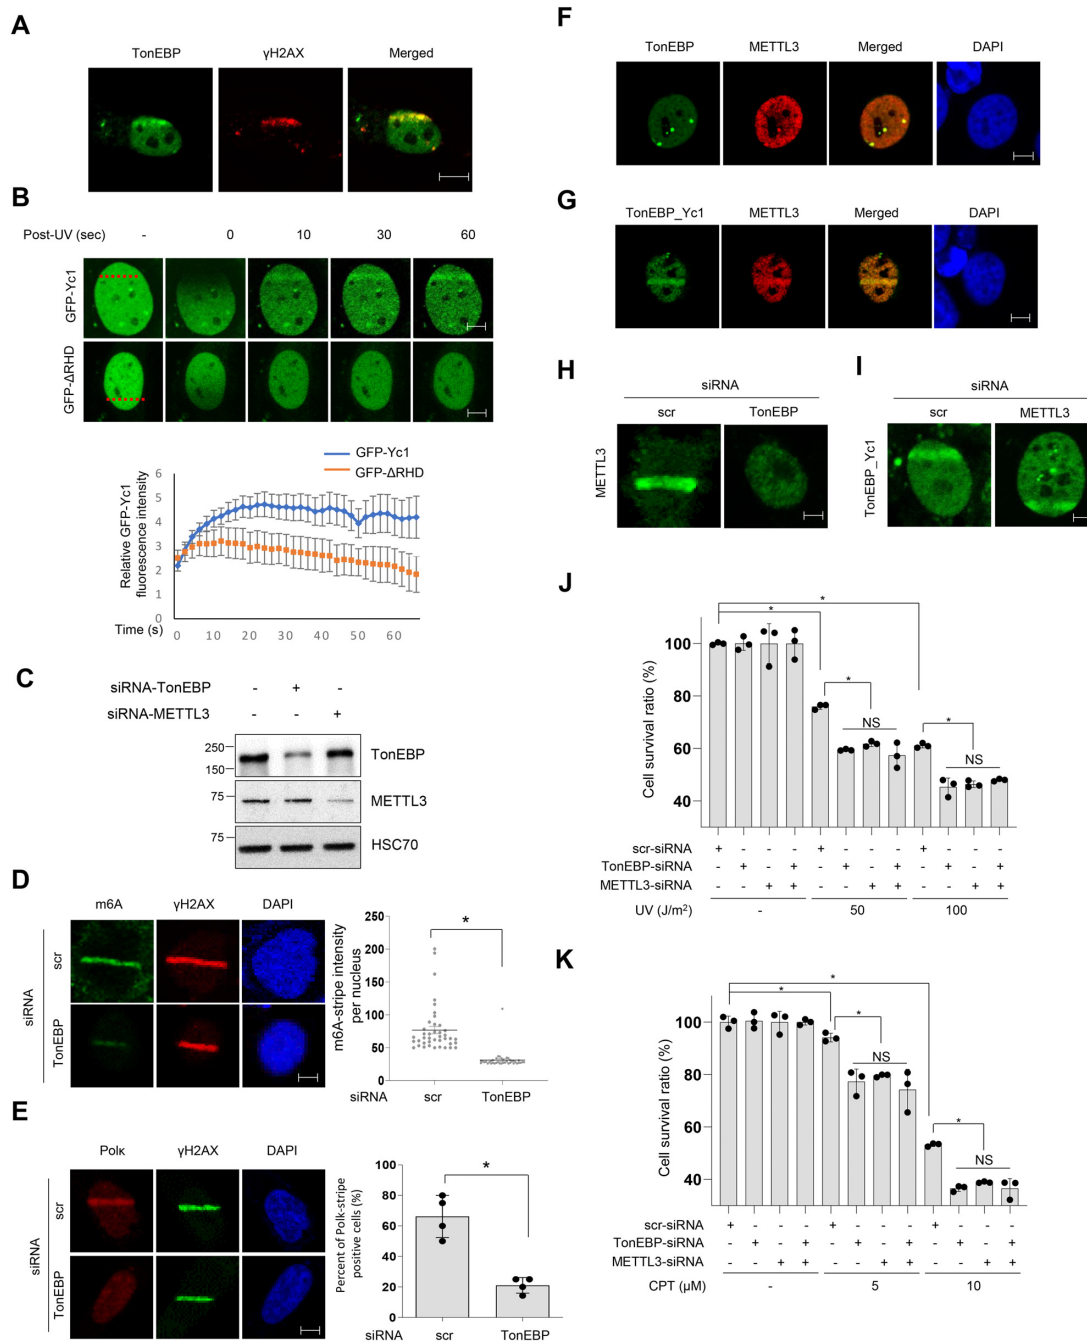 A
TonEBP γH2AX Merged
B
Post-UV (sec) - 0 10 30 60
GFP-Yc1
GFP-ΔRHD
GFP-Yc1
GFP-ΔRHD
Relative GFP-Yc1
fluorescence intensity
6
5
4
3
2
1
0
Time (s) 0 10 20 30 40 50 60
C
siRNA-TonEBP - + -
siRNA-METTL3 - - +
250
150
TonEBP
75
METTL3
75
HSC70
D
m6A γH2AX DAPI
siRNA
scr
TonEBP
m6A-stripe intensity
per nucleus
250
200
150
100
50
0
*
siRNA scr TonEBP
E
Polκ γH2AX DAPI
siRNA
scr
TonEBP
Percent of Polκ-stripe
positive cells (%)
100
80
60
40
20
0
*
siRNA scr TonEBP
F
TonEBP METTL3 Merged DAPI
G
TonEBP_Yc1 METTL3 Merged DAPI
H
siRNA
scr TonEBP
METTL3
I
siRNA
scr METTL3
TonEBP_Yc1
J
Cell survival ratio (%)
100
80
60
40
* * * NS * NS
scr-siRNA + - - - + - - - + - - -
TonEBP-siRNA - + - + - + - + - + - +
METTL3-siRNA - - + + - - + + - - + +
UV (J/m²) - 50 100
K
Cell survival ratio (%)
100
80
60
40
* * * NS * NS
scr-siRNA + - - - + - - - + - - -
TonEBP-siRNA - + - + - + - + - + - +
METTL3-siRNA - - + + - - + + - - + +
CPT (µM) - 5 10